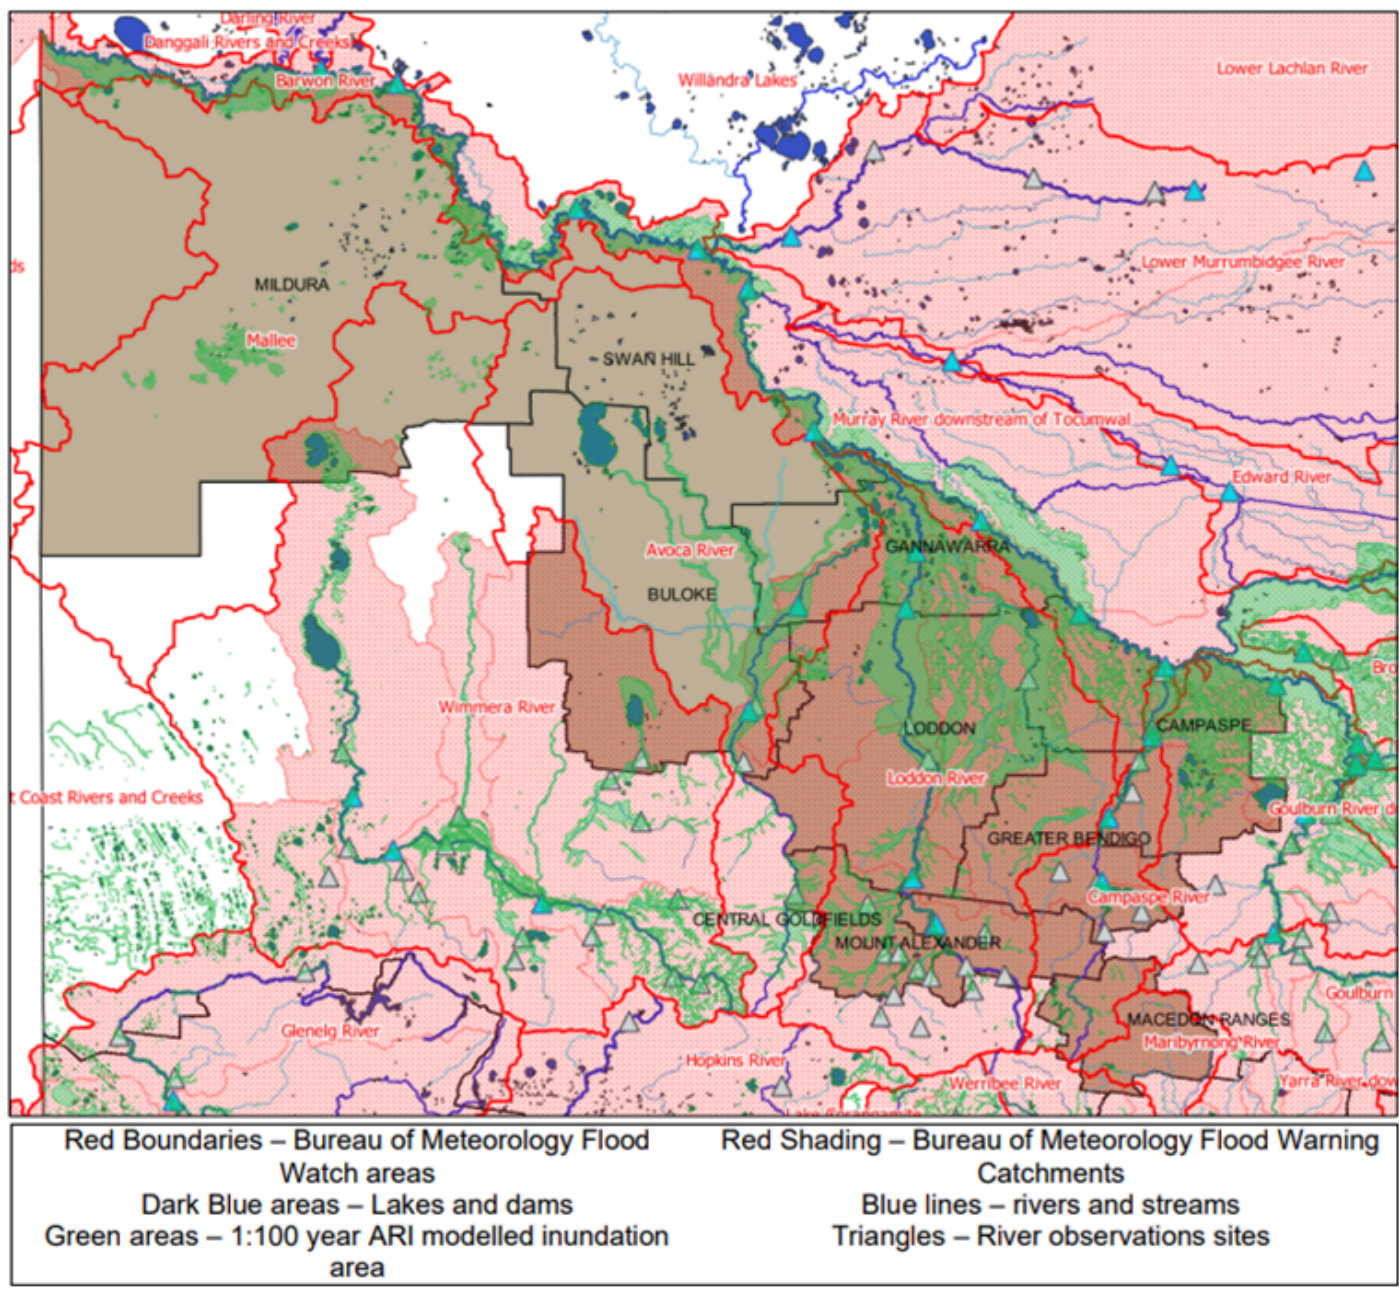 Darling River
Danggali Rivers and Creeks
Barwon River
Willandra Lakes
Lower Lachlan River
Lower Murrumbidgee River
ds
MILDURA
Mallee
SWAN HILL
Murray River downstream of Tocumwal
Edward River
GANNAWARRA
Avoca River
BULOKE
Bro
Wimmera River
LODDON
CAMPASPE
Loddon River
t Coast Rivers and Creeks
Goulburn River d
GREATER BENDIGO
Campaspe River
CENTRAL GOLDFIELDS
MOUNT ALEXANDER
Goulburn
MACEDON RANGES
Glenelg River
Maribyrnong River
Hopkins River
Werribee River
Yarra River dow
Red Boundaries – Bureau of Meteorology Flood
Watch areas
Dark Blue areas – Lakes and dams
Green areas – 1:100 year ARI modelled inundation
area
Red Shading – Bureau of Meteorology Flood Warning
Catchments
Blue lines – rivers and streams
Triangles – River observations sites